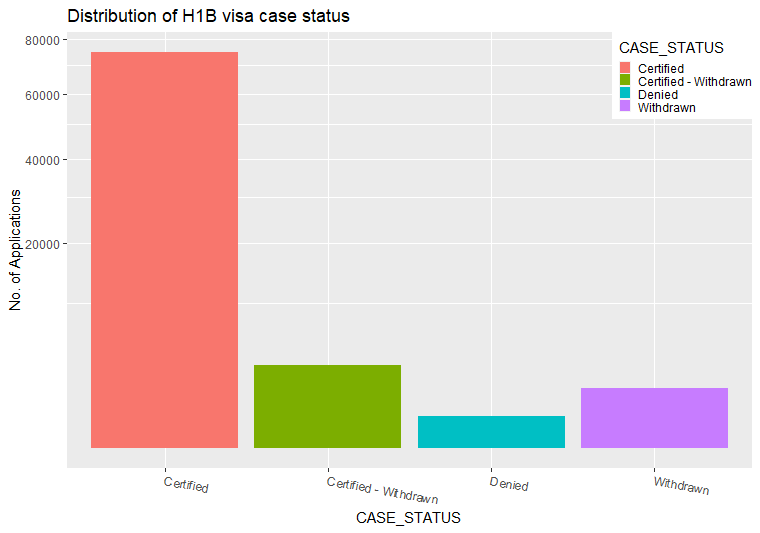 Distribution of H1B visa case status
CASE_STATUS
Certified
Certified - Withdrawn
Denied
Withdrawn
80000
60000
40000
20000
No. of Applications
Certified
Certified - Withdrawn
Denied
Withdrawn
CASE_STATUS